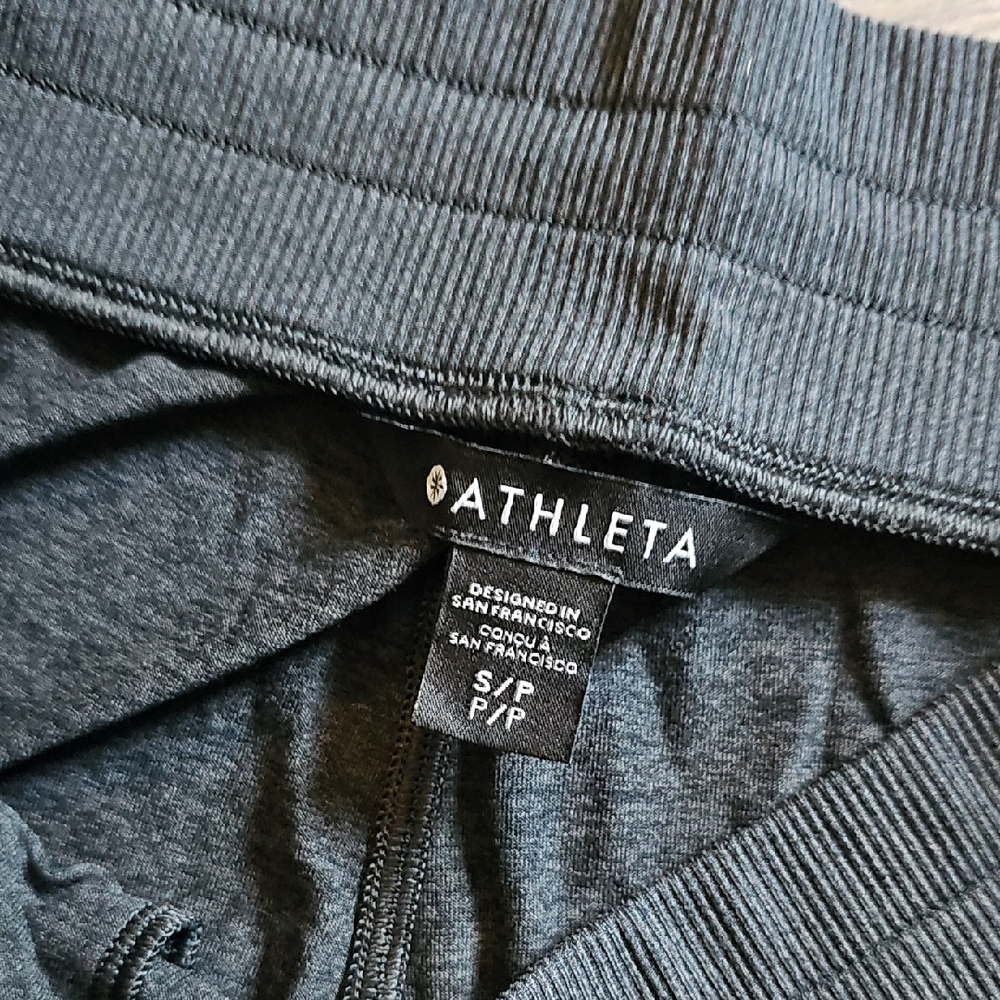 ATHLETA
DESIGNED IN
SAN FRANCISCO
CONÇU À
SAN FRANCISCO
S/P
P/P